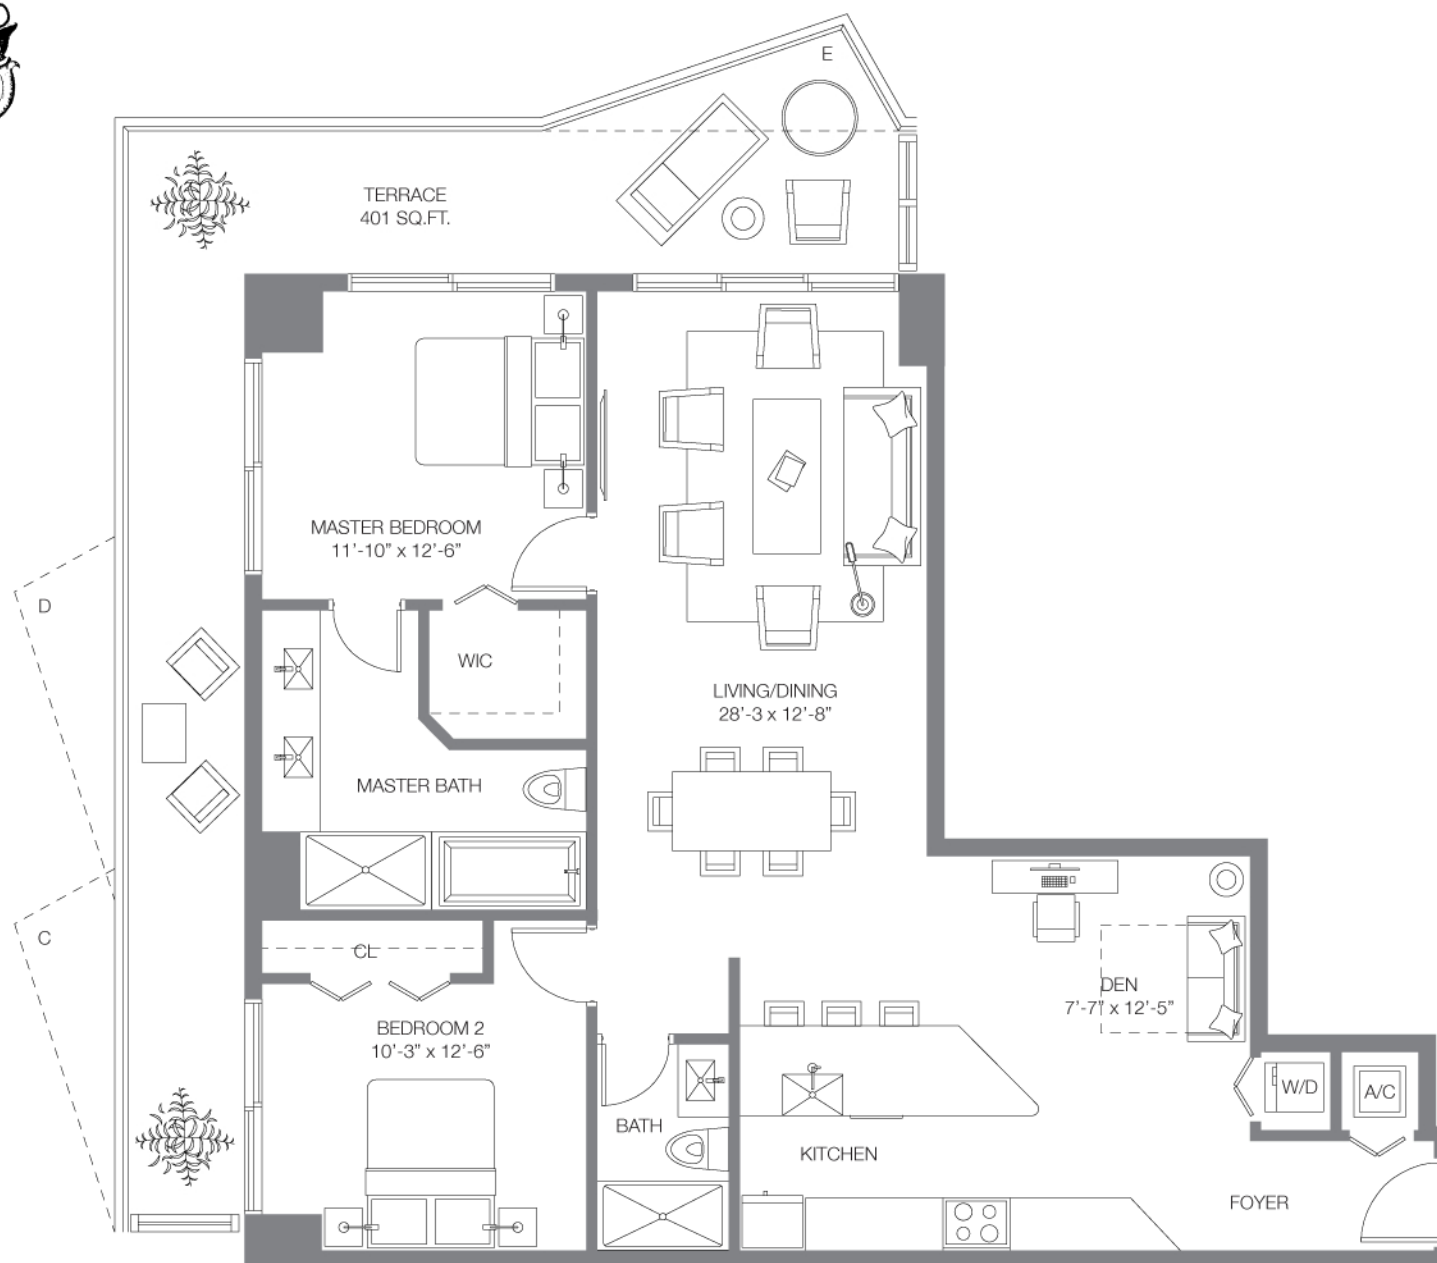 E
TERRACE
401 SQ.FT.
MASTER BEDROOM
11'-10" x 12'-6"
D
WIC
LIVING/DINING
28'-3 x 12'-8"
MASTER BATH
C
CL
DEN
7'-7" x 12'-5"
BEDROOM 2
10'-3" x 12'-6"
W/D
A/C
BATH
KITCHEN
FOYER